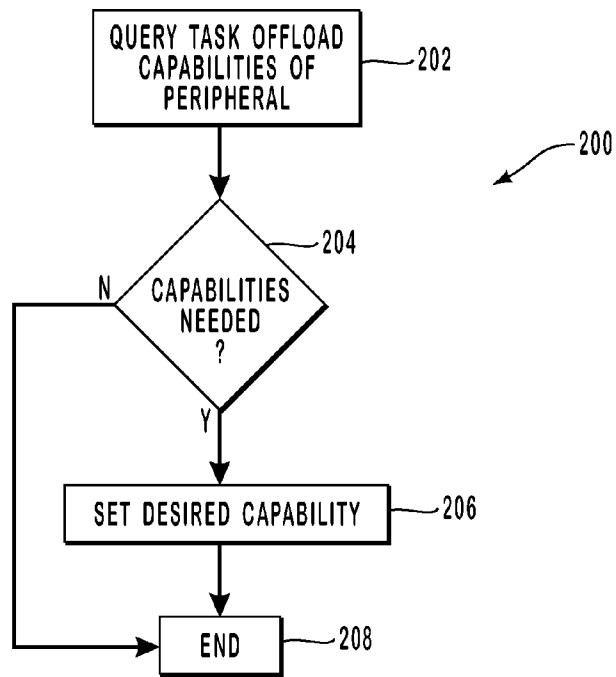 QUERY TASK OFFLOAD
CAPABILITIES OF
PERIPHERAL
202
200
204
N
CAPABILITIES
NEEDED
?
Y
SET DESIRED CAPABILITY
206
END
208